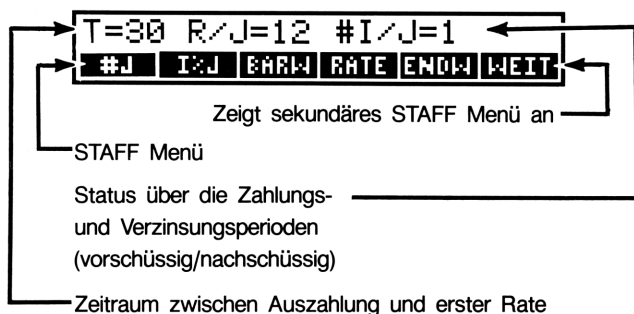 T=30 R/J=12 #I/J=1
#J I%J BARW RATE ENDW WEIT
Zeigt sekundäres STAFF Menü an
STAFF Menü
Status über die Zahlungs-
und Verzinsungsperioden
(vorschüssig/nachschüssig)
Zeitraum zwischen Auszahlung und erster Rate